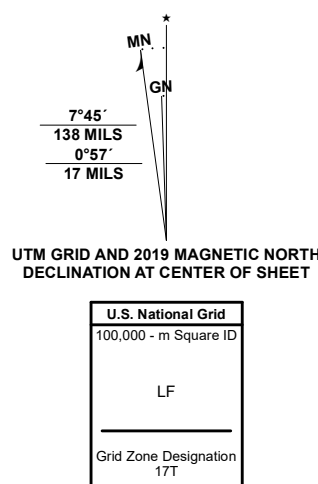 ★
MN
GN
7°45´
138 MILS
0°57´
17 MILS
UTM GRID AND 2019 MAGNETIC NORTH
DECLINATION AT CENTER OF SHEET
U.S. National Grid
100,000 - m Square ID
LF
Grid Zone Designation
17T